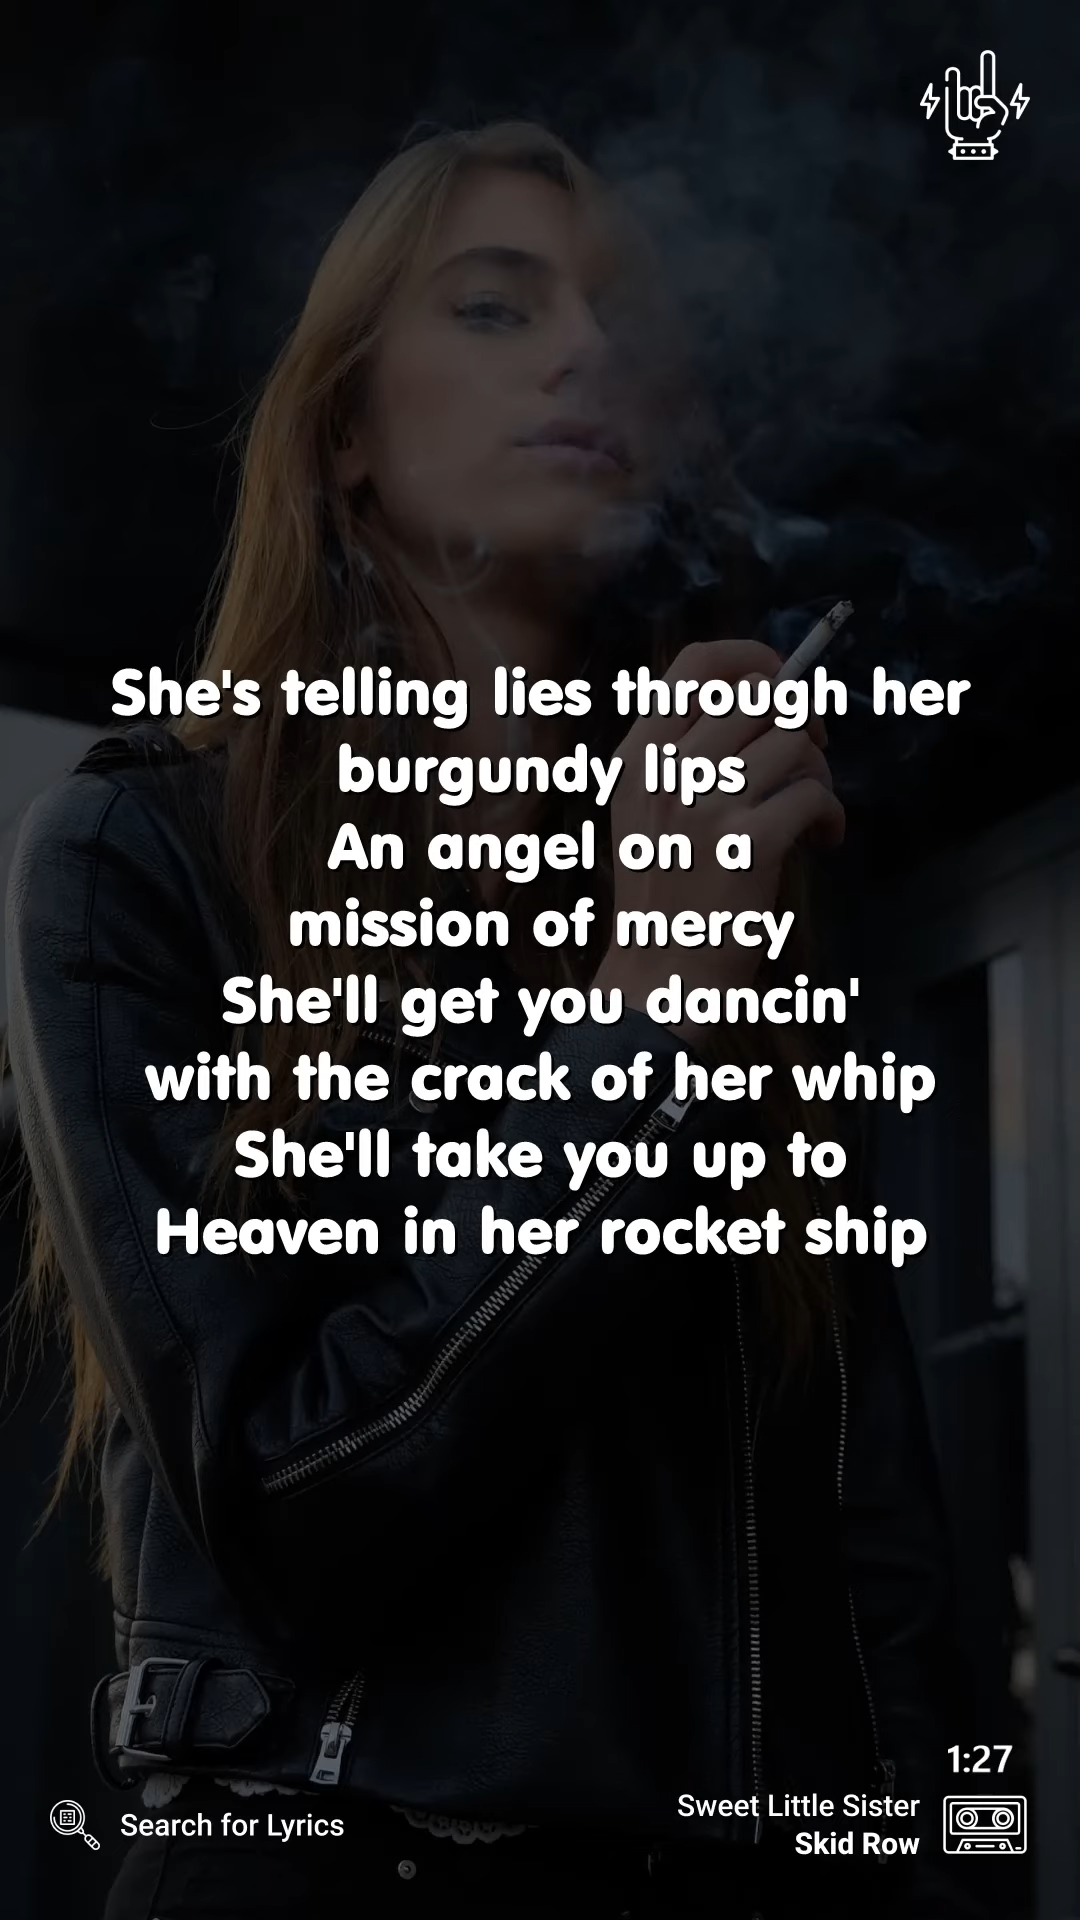 She's telling lies through her
burgundy lips
An angel on a
mission of mercy
She'll get you dancin'
with the crack of her whip
She'll take you up to
Heaven in her rocket ship
1:27
Sweet Little Sister
Skid Row
Search for Lyrics